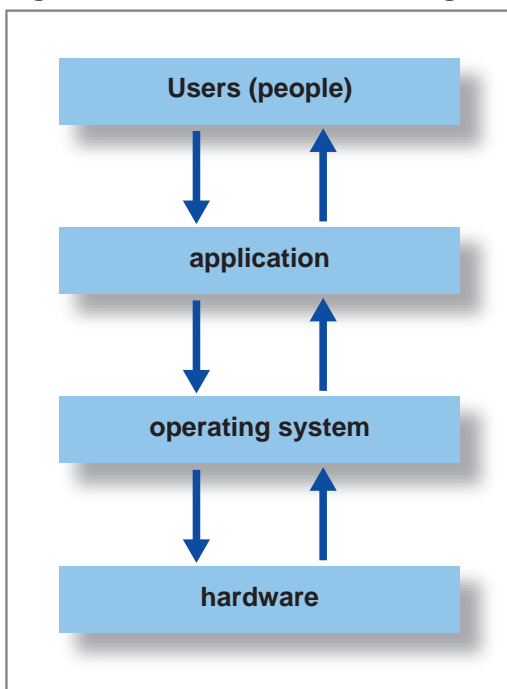 Users (people)
application
operating system
hardware